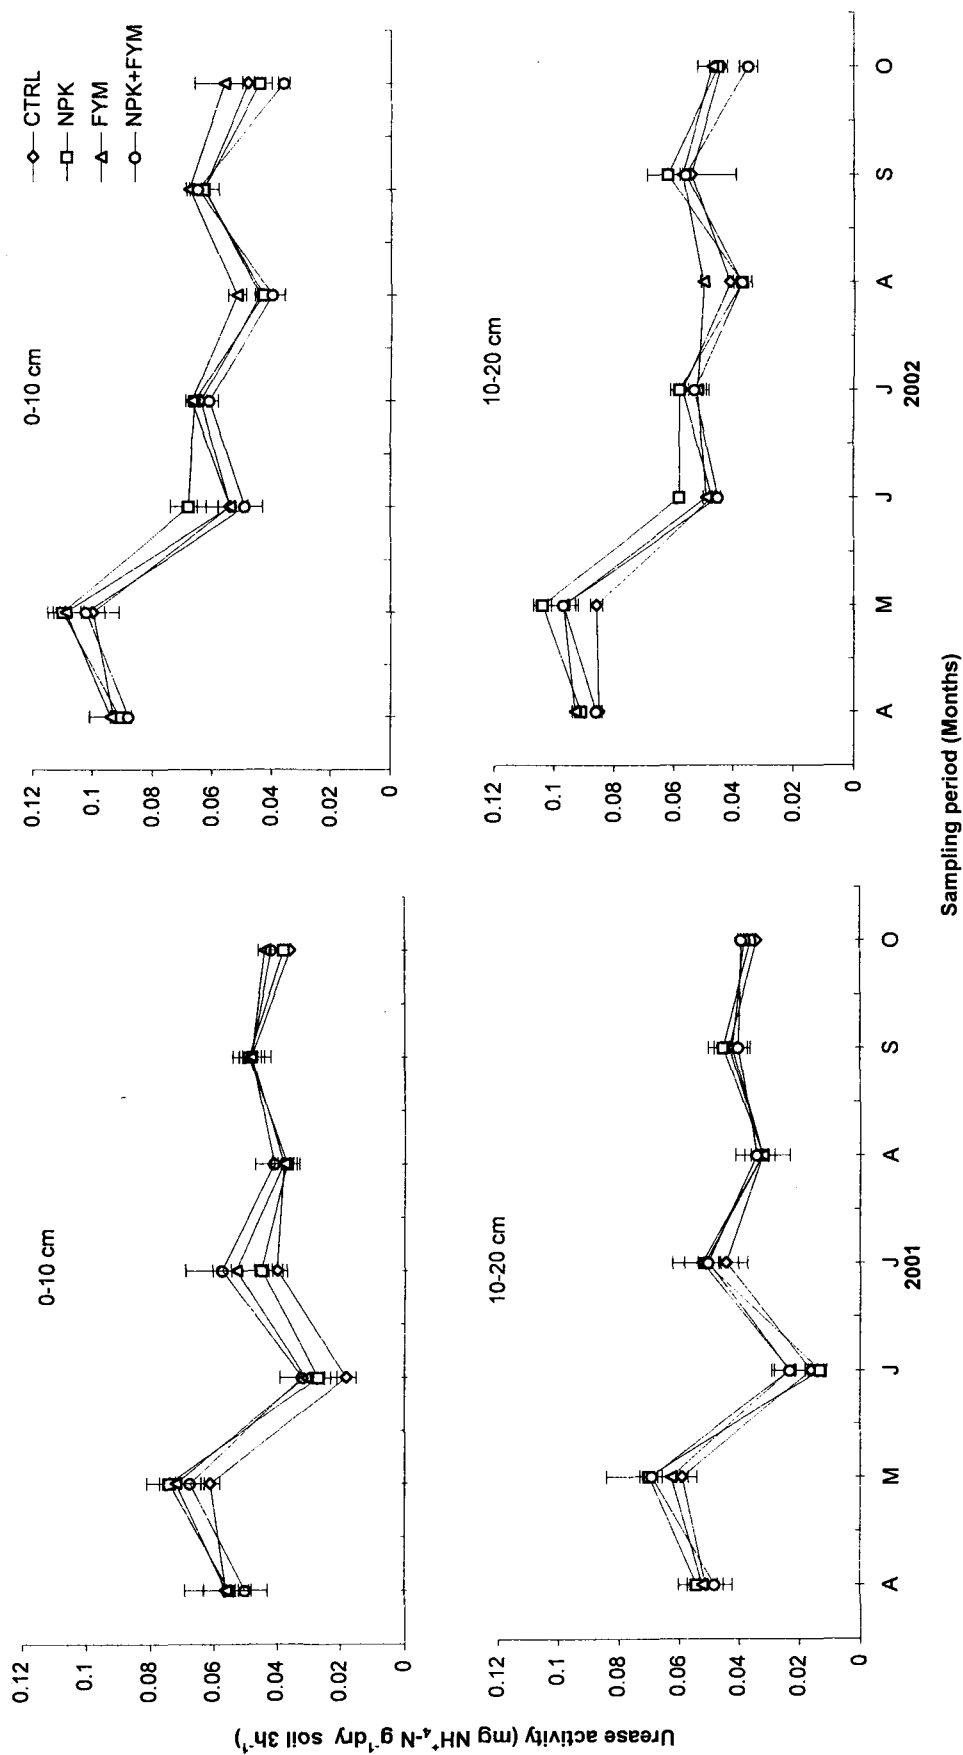 CTRL
NPK
FYM
NPK+FYM
0-10 cm
0.12
0.1
0.08
0.06
0.04
0.02
0
0-10 cm
0.12
0.1
0.08
0.06
0.04
0.02
0
10-20 cm
0.12
0.1
0.08
0.06
0.04
0.02
0
A M J J A S O
2001
10-20 cm
0.12
0.1
0.08
0.06
0.04
0.02
0
A M J J A S O
2002
Sampling period (Months)
Urease activity (mg NH⁺₄-N g⁻¹dry soil 3h⁻¹)